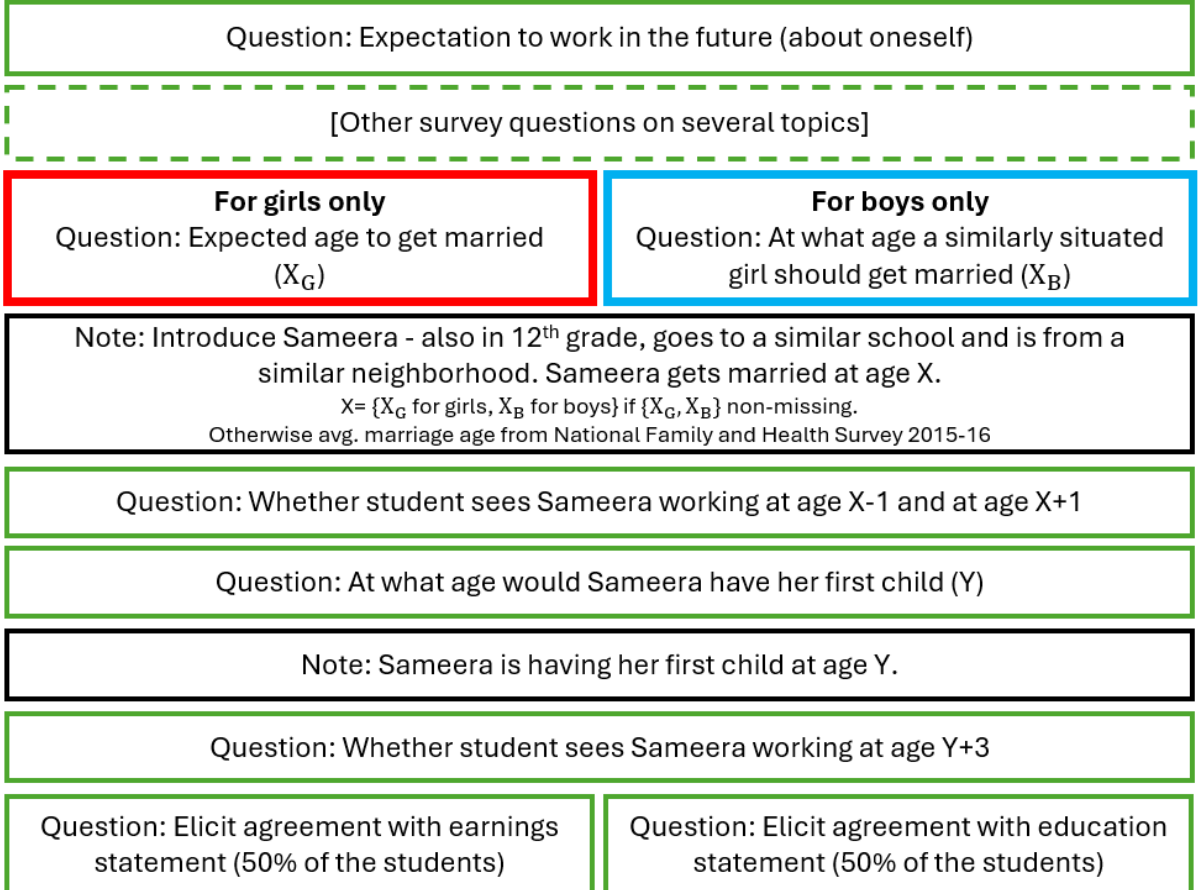 Question: Expectation to work in the future (about oneself)
[Other survey questions on several topics]
For girls only
Question: Expected age to get married
(X_G)
For boys only
Question: At what age a similarly situated
girl should get married (X_B)
Note: Introduce Sameera - also in 12th grade, goes to a similar school and is from a
similar neighborhood. Sameera gets married at age X.
X= {X_G for girls, X_B for boys} if {X_G, X_B} non-missing.
Otherwise avg. marriage age from National Family and Health Survey 2015-16
Question: Whether student sees Sameera working at age X-1 and at age X+1
Question: At what age would Sameera have her first child (Y)
Note: Sameera is having her first child at age Y.
Question: Whether student sees Sameera working at age Y+3
Question: Elicit agreement with earnings
statement (50% of the students)
Question: Elicit agreement with education
statement (50% of the students)